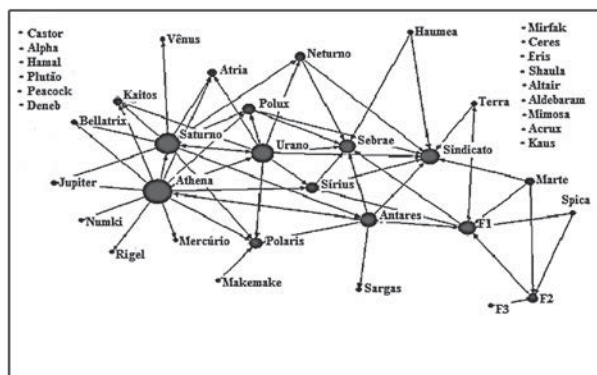 Castor
Alpha
Hamal
Plutão
Peacock
Deneb
Vênus
Atria
Neturno
Haumea
Mirfak
Ceres
Eris
Shaula
Altair
Aldebaram
Mimosa
Acrux
Kaus
Kaitos
Polux
Terra
Bellatrix
Saturno
Urano
Sebrae
Sindicato
Jupiter
Athena
Sírius
Marte
Numki
Mercúrio
Polaris
Antares
F1
Spica
Rigel
Makemake
Sargas
F3
F2